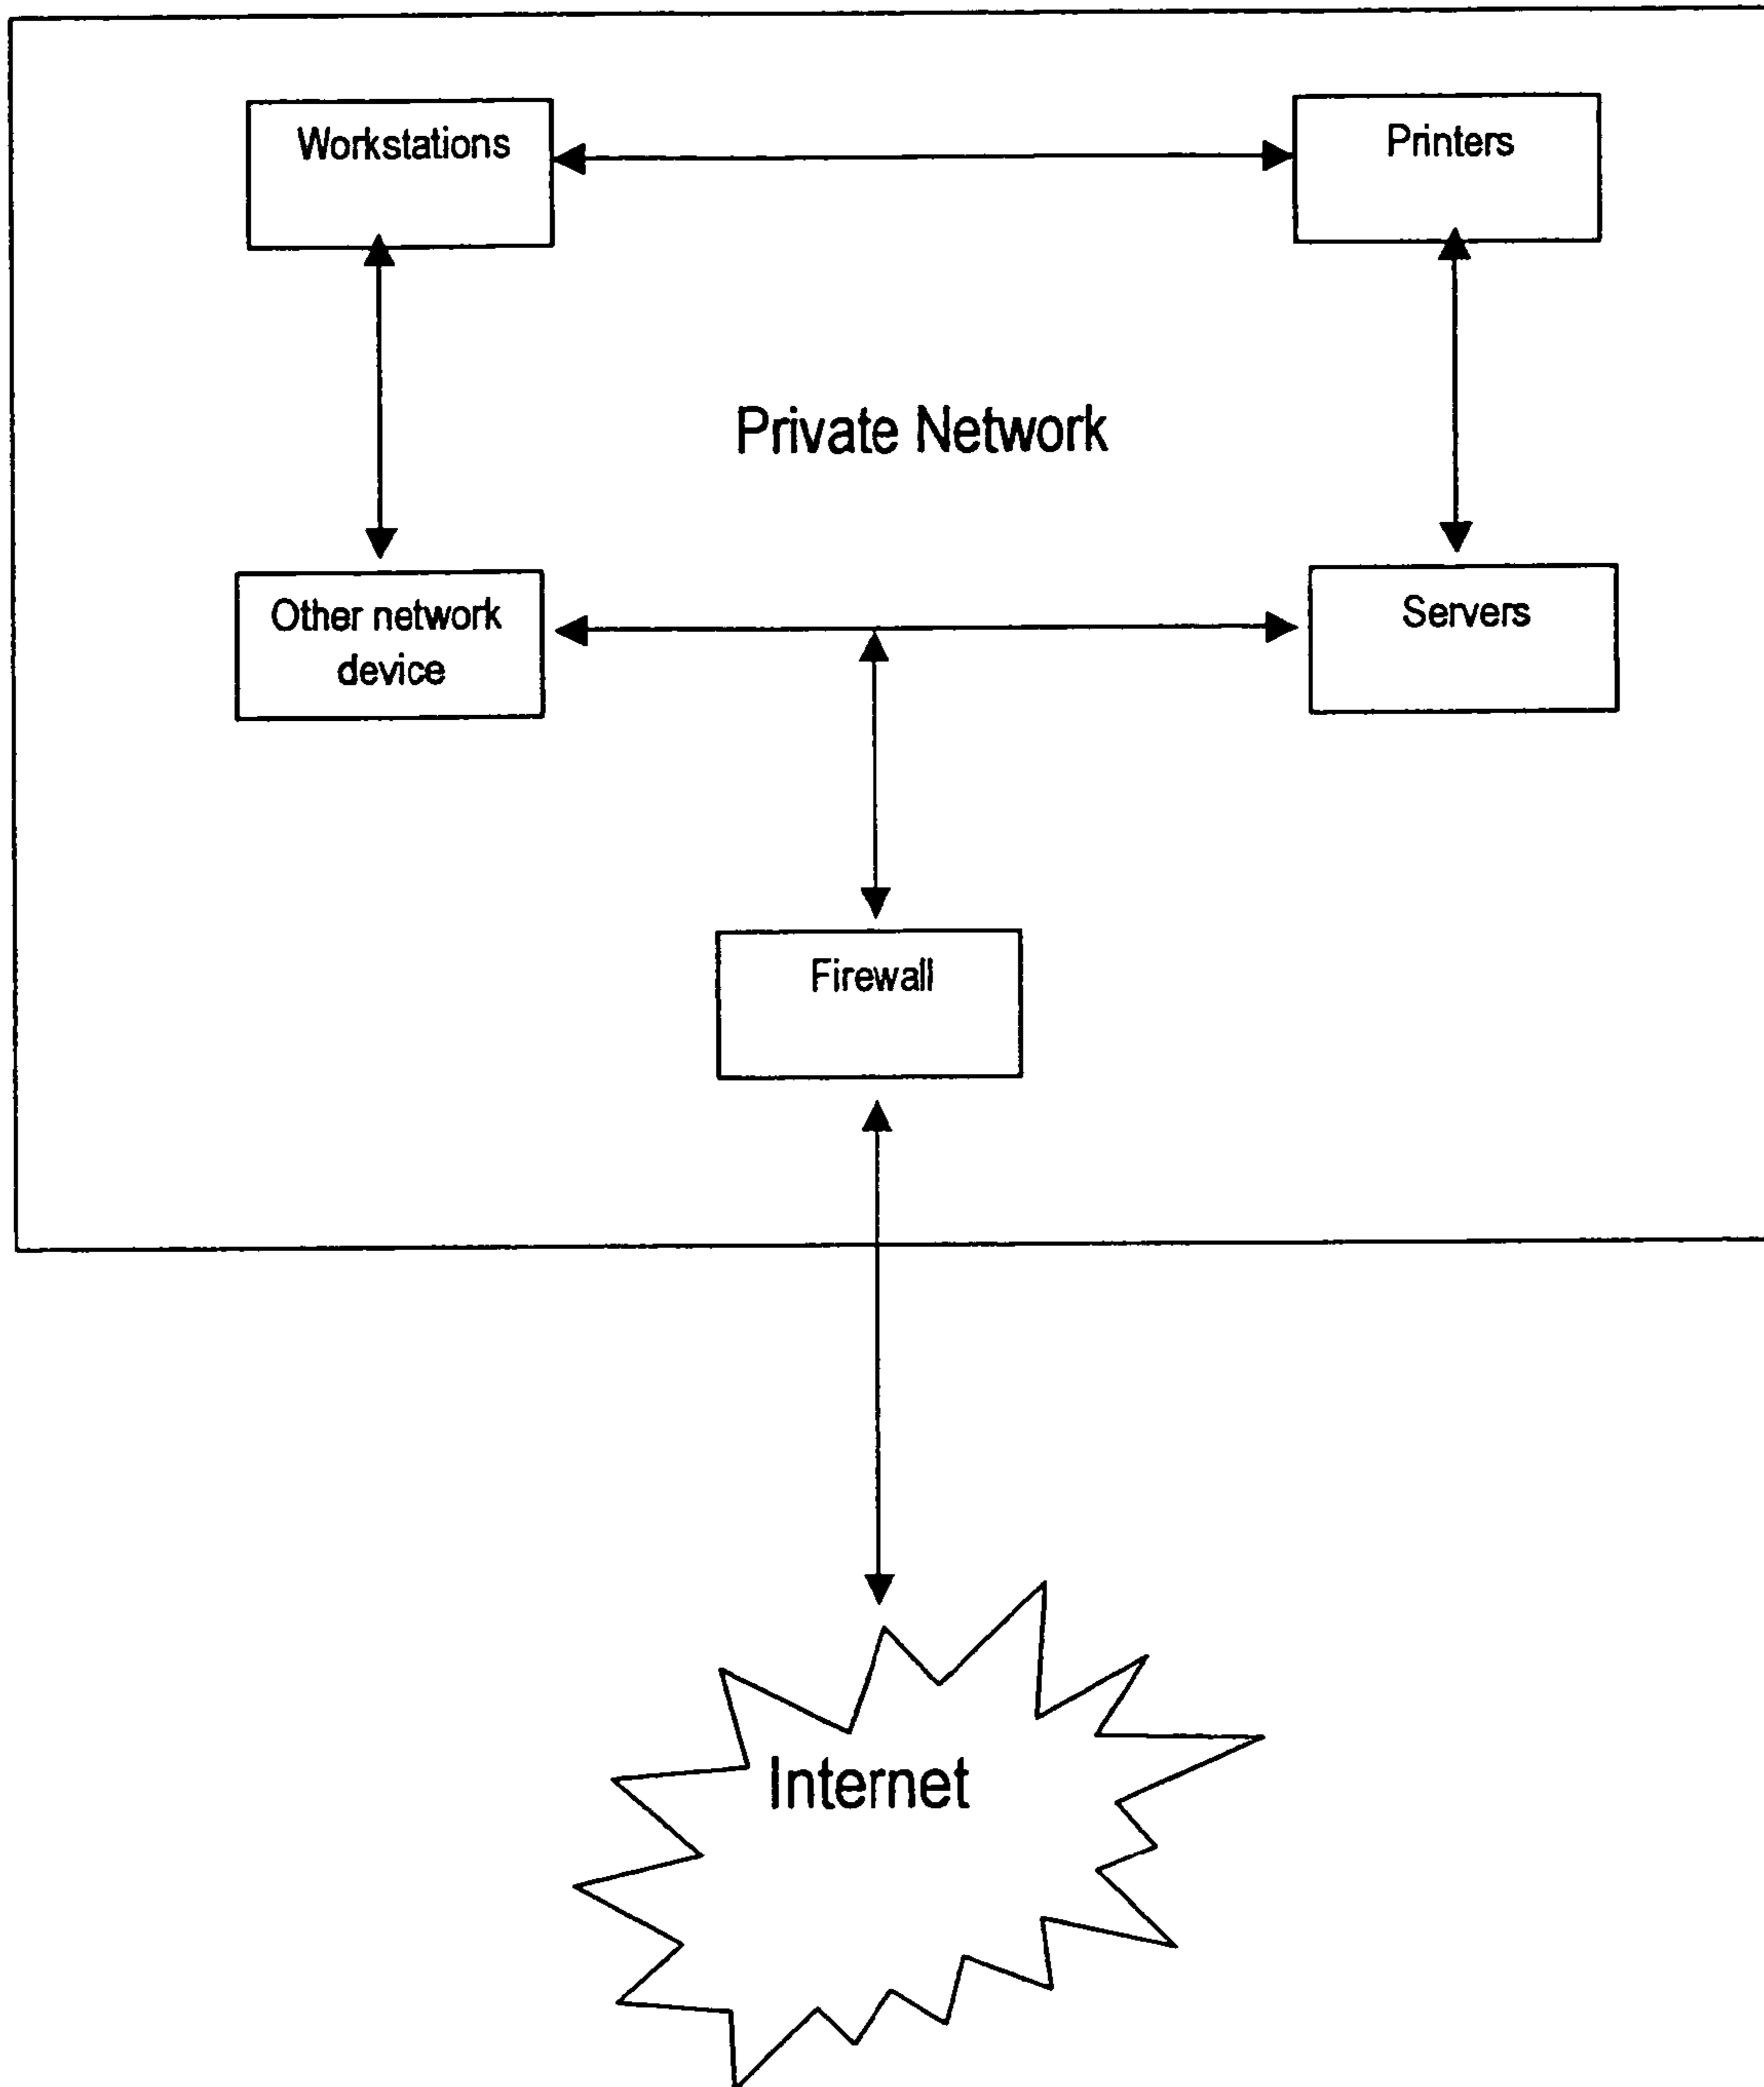 Workstations
Printers
Private Network
Other network
device
Servers
Firewall
Internet